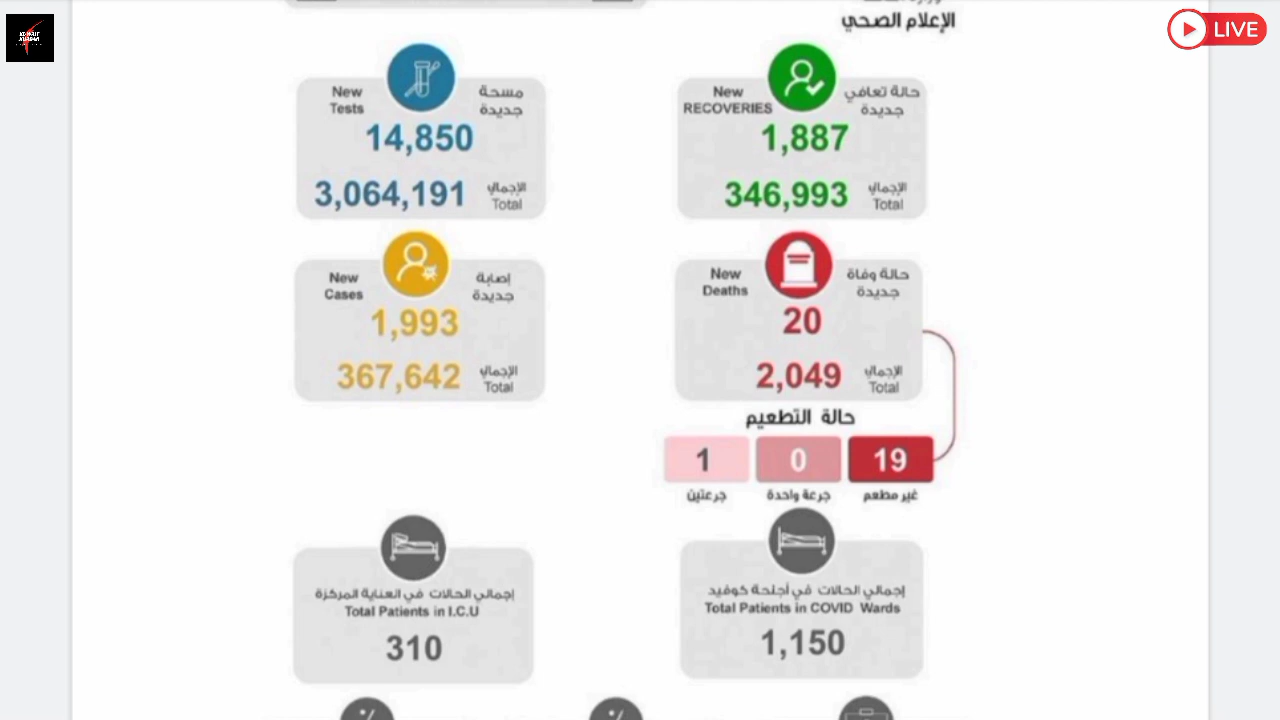 الإعلام الصحي
LIVE
New
Tests
مسحة
جديدة
14,850
3,064,191
الإجمالي
Total
New
RECOVERIES
حالة تعافي
جديدة
1,887
346,993
الإجمالي
Total
New
Cases
إصابة
جديدة
1,993
367,642
الإجمالي
Total
New
Deaths
حالة وفاة
جديدة
20
2,049
الإجمالي
Total
حالة التطعيم
19
0
1
غير مطعم
جرعة واحدة
جرعتين
إجمالي الحالات في العناية المركزة
Total Patients in I.C.U
310
إجمالي الحالات في أجنحة كوفيد
Total Patients in COVID Wards
1,150